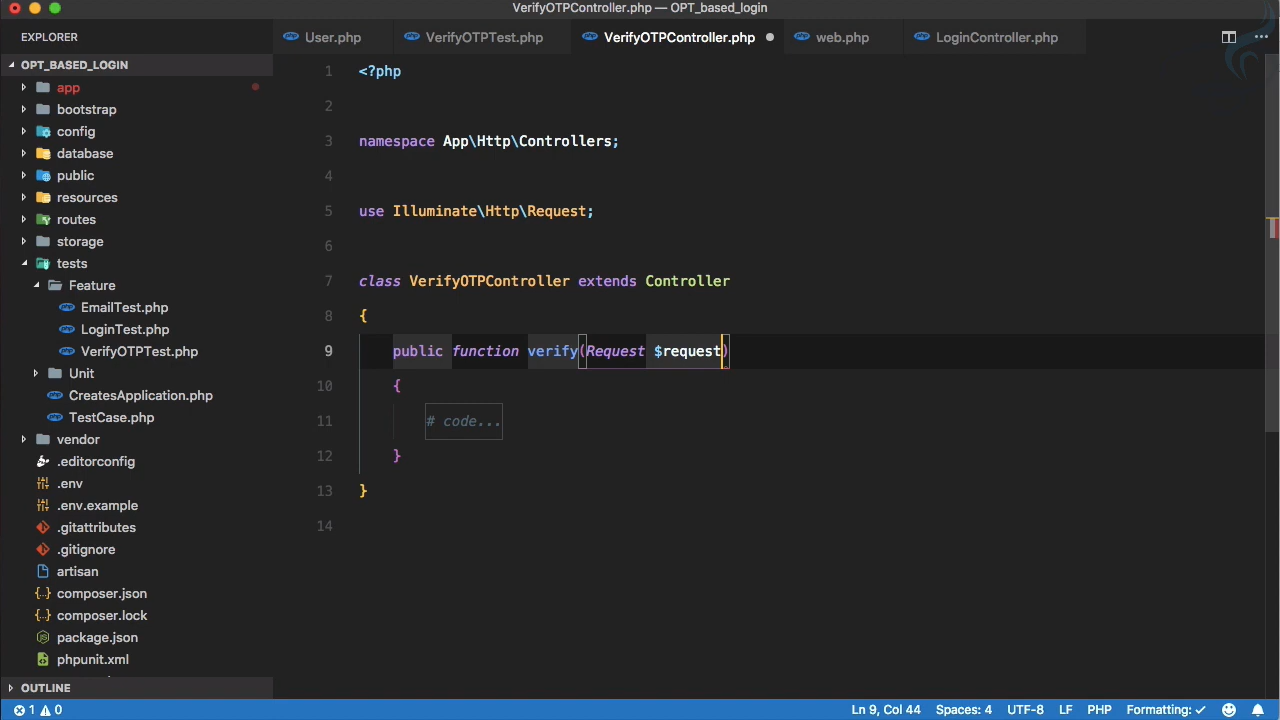 VerifyOTPController.php — OPT_based_login
EXPLORER
User.php
VerifyOTPTest.php
VerifyOTPController.php
web.php
LoginController.php
OPT_BASED_LOGIN
app
bootstrap
config
database
public
resources
routes
storage
tests
Feature
EmailTest.php
LoginTest.php
VerifyOTPTest.php
Unit
CreatesApplication.php
TestCase.php
vendor
.editorconfig
.env
.env.example
.gitattributes
.gitignore
artisan
composer.json
composer.lock
package.json
phpunit.xml
OUTLINE
1 <?php
2
3 namespace App\Http\Controllers;
4
5 use Illuminate\Http\Request;
6
7 class VerifyOTPController extends Controller
8 {
9 public function verify(Request $request)
10 {
11 # code...
12 }
13 }
14
1 0
Ln 9, Col 44
Spaces: 4
UTF-8
LF
PHP
Formatting: ✓